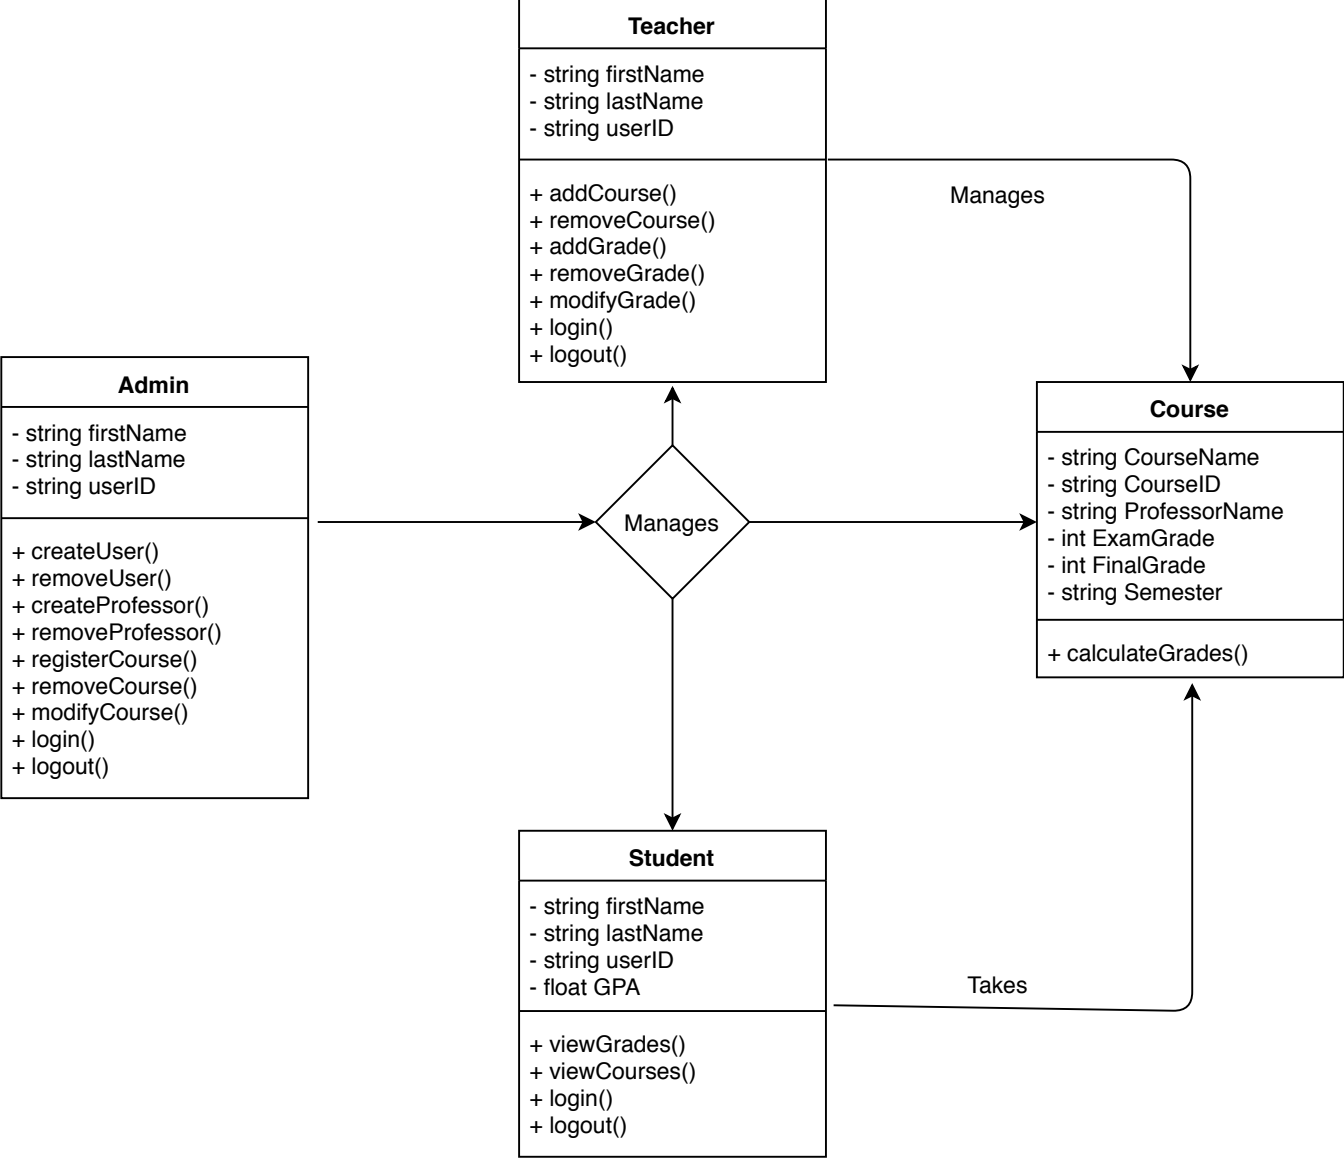 Teacher
- string firstName
- string lastName
- string userID
+ addCourse()
+ removeCourse()
+ addGrade()
+ removeGrade()
+ modifyGrade()
+ login()
+ logout()
Manages
Admin
- string firstName
- string lastName
- string userID
+ createUser()
+ removeUser()
+ createProfessor()
+ removeProfessor()
+ registerCourse()
+ removeCourse()
+ modifyCourse()
+ login()
+ logout()
Manages
Course
- string CourseName
- string CourseID
- string ProfessorName
- int ExamGrade
- int FinalGrade
- string Semester
+ calculateGrades()
Student
- string firstName
- string lastName
- string userID
- float GPA
+ viewGrades()
+ viewCourses()
+ login()
+ logout()
Takes